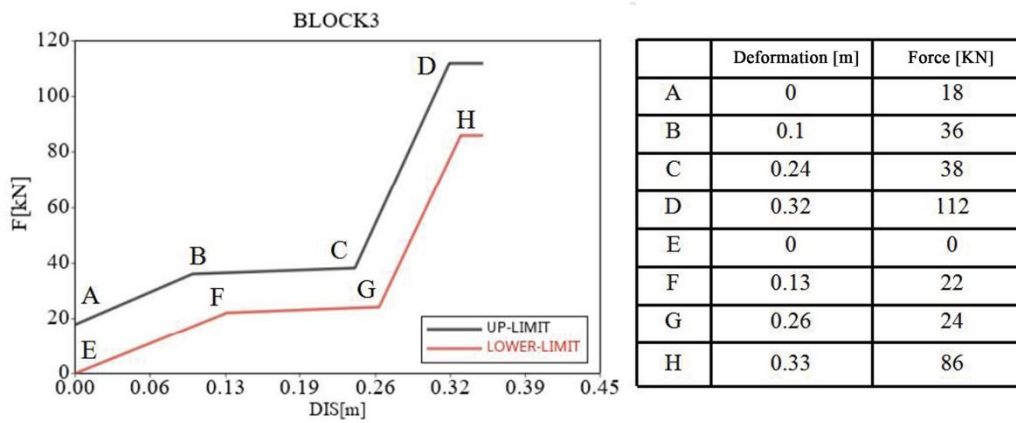 BLOCK3
120
100
80
60
40
20
0
F[kN]
A
B
C
D
E
F
G
H
UP-LIMIT
LOWER-LIMIT
0.00 0.06 0.13 0.19 0.26 0.32 0.39 0.45
DIS[m]
Deformation [m] Force [KN]
A 0 18
B 0.1 36
C 0.24 38
D 0.32 112
E 0 0
F 0.13 22
G 0.26 24
H 0.33 86